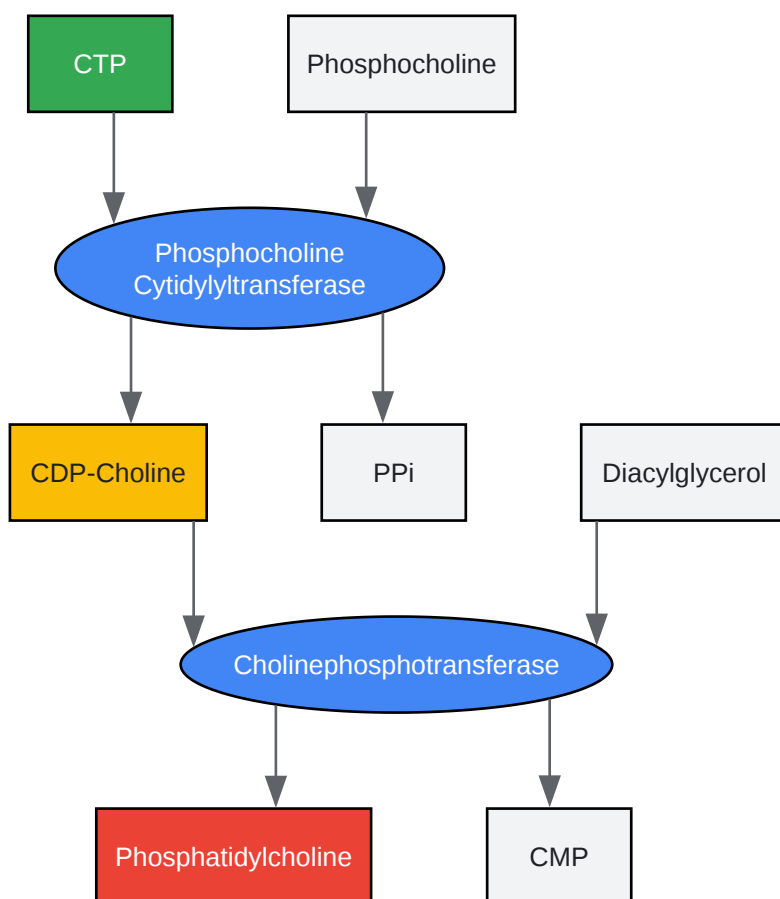 CTP
Phosphocholine
Phosphocholine
Cytidylyltransferase
CDP-Choline
PPi
Diacylglycerol
Cholinephosphotransferase
Phosphatidylcholine
CMP